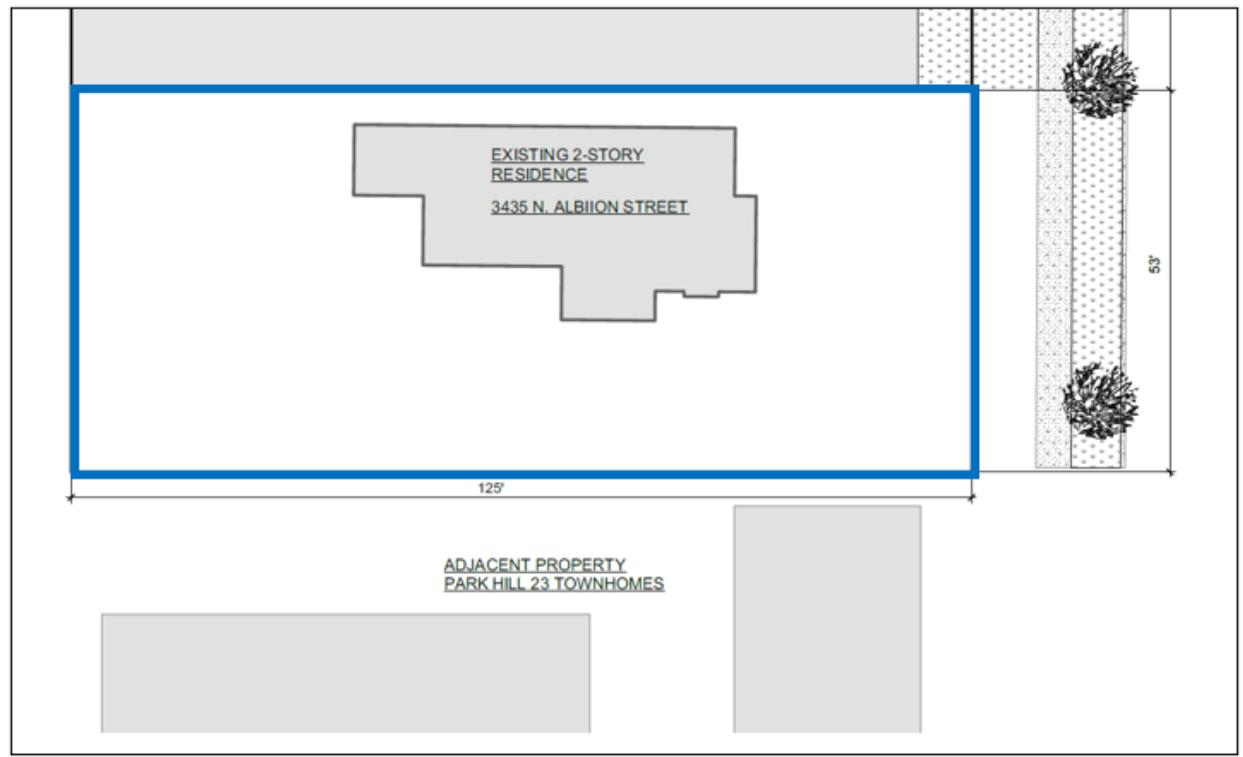 EXISTING 2-STORY
RESIDENCE
3435 N. ALBIION STREET
53'
125'
ADJACENT PROPERTY
PARK HILL 23 TOWNHOMES